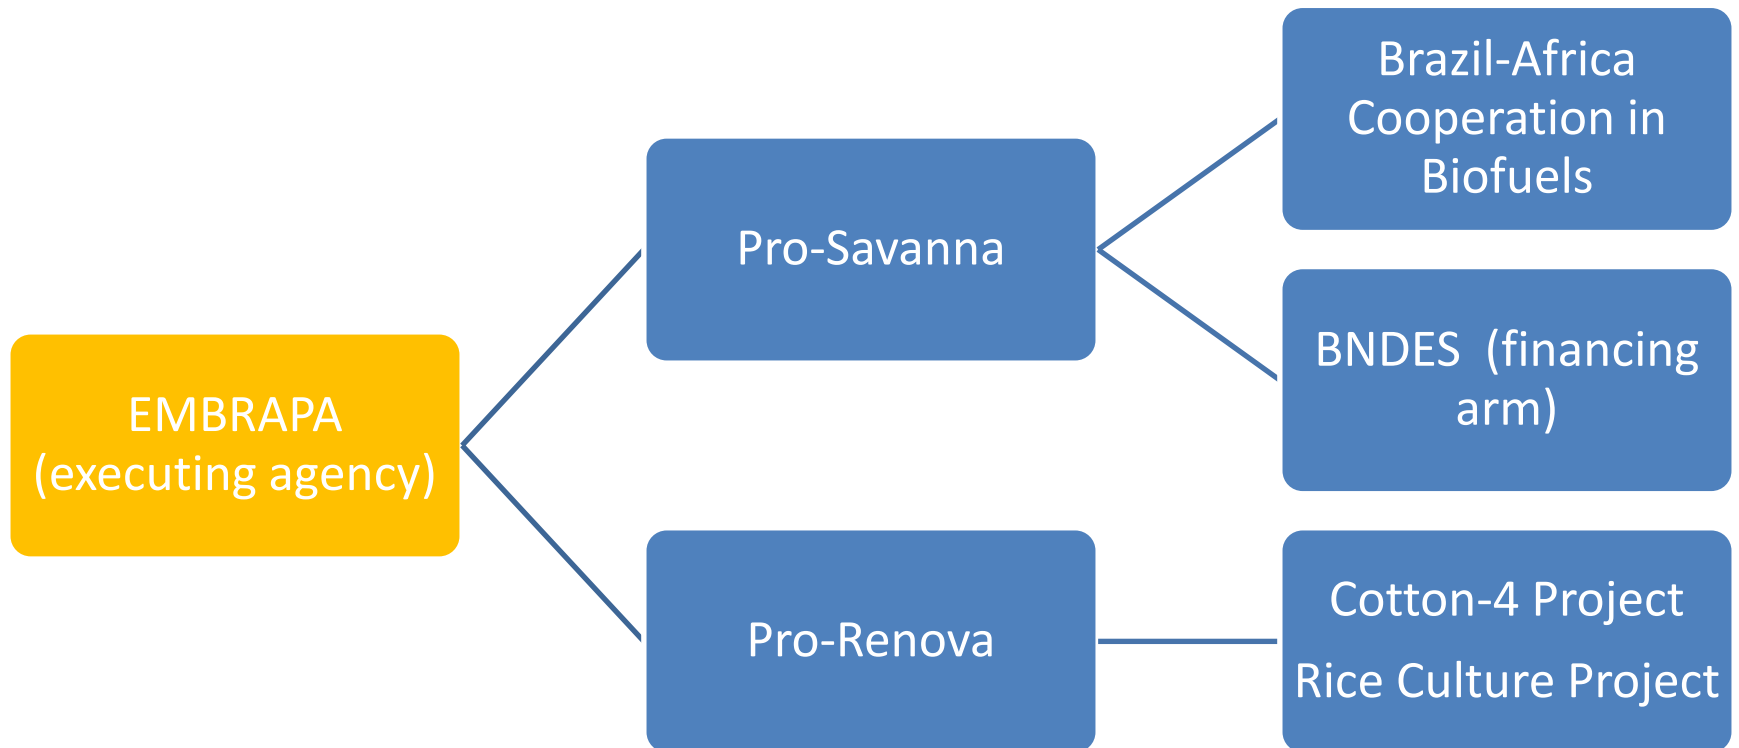 EMBRAPA
(executing agency)
Pro-Savanna
Pro-Renova
Brazil-Africa
Cooperation in
Biofuels
BNDES  (financing
arm)
Cotton-4 Project
Rice Culture Project